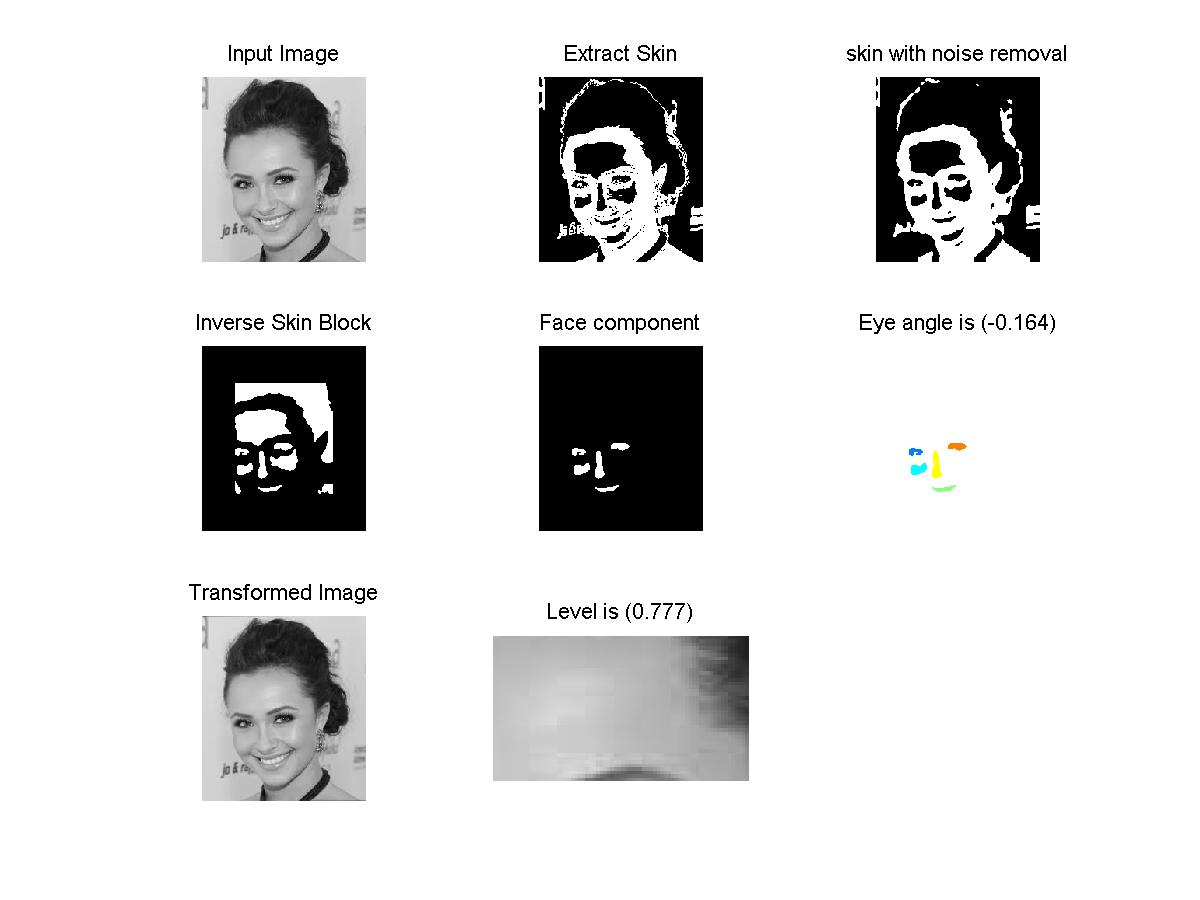 Input Image
Extract Skin
skin with noise removal
Inverse Skin Block
Face component
Eye angle is (-0.164)
Transformed Image
Level is (0.777)